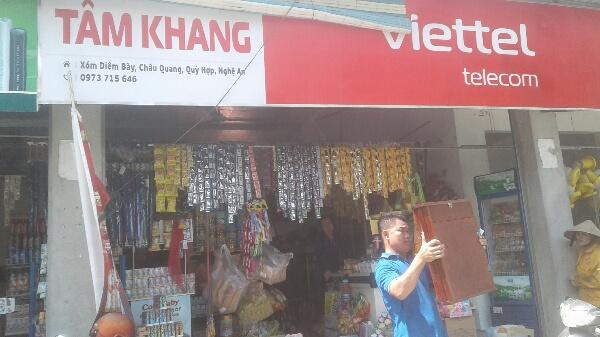 TÂM KHANG
: Xóm Diêm Bày, Châu Quang, Quỳ Hợp, Nghệ An
: 0973 715 646
viettel
telecom